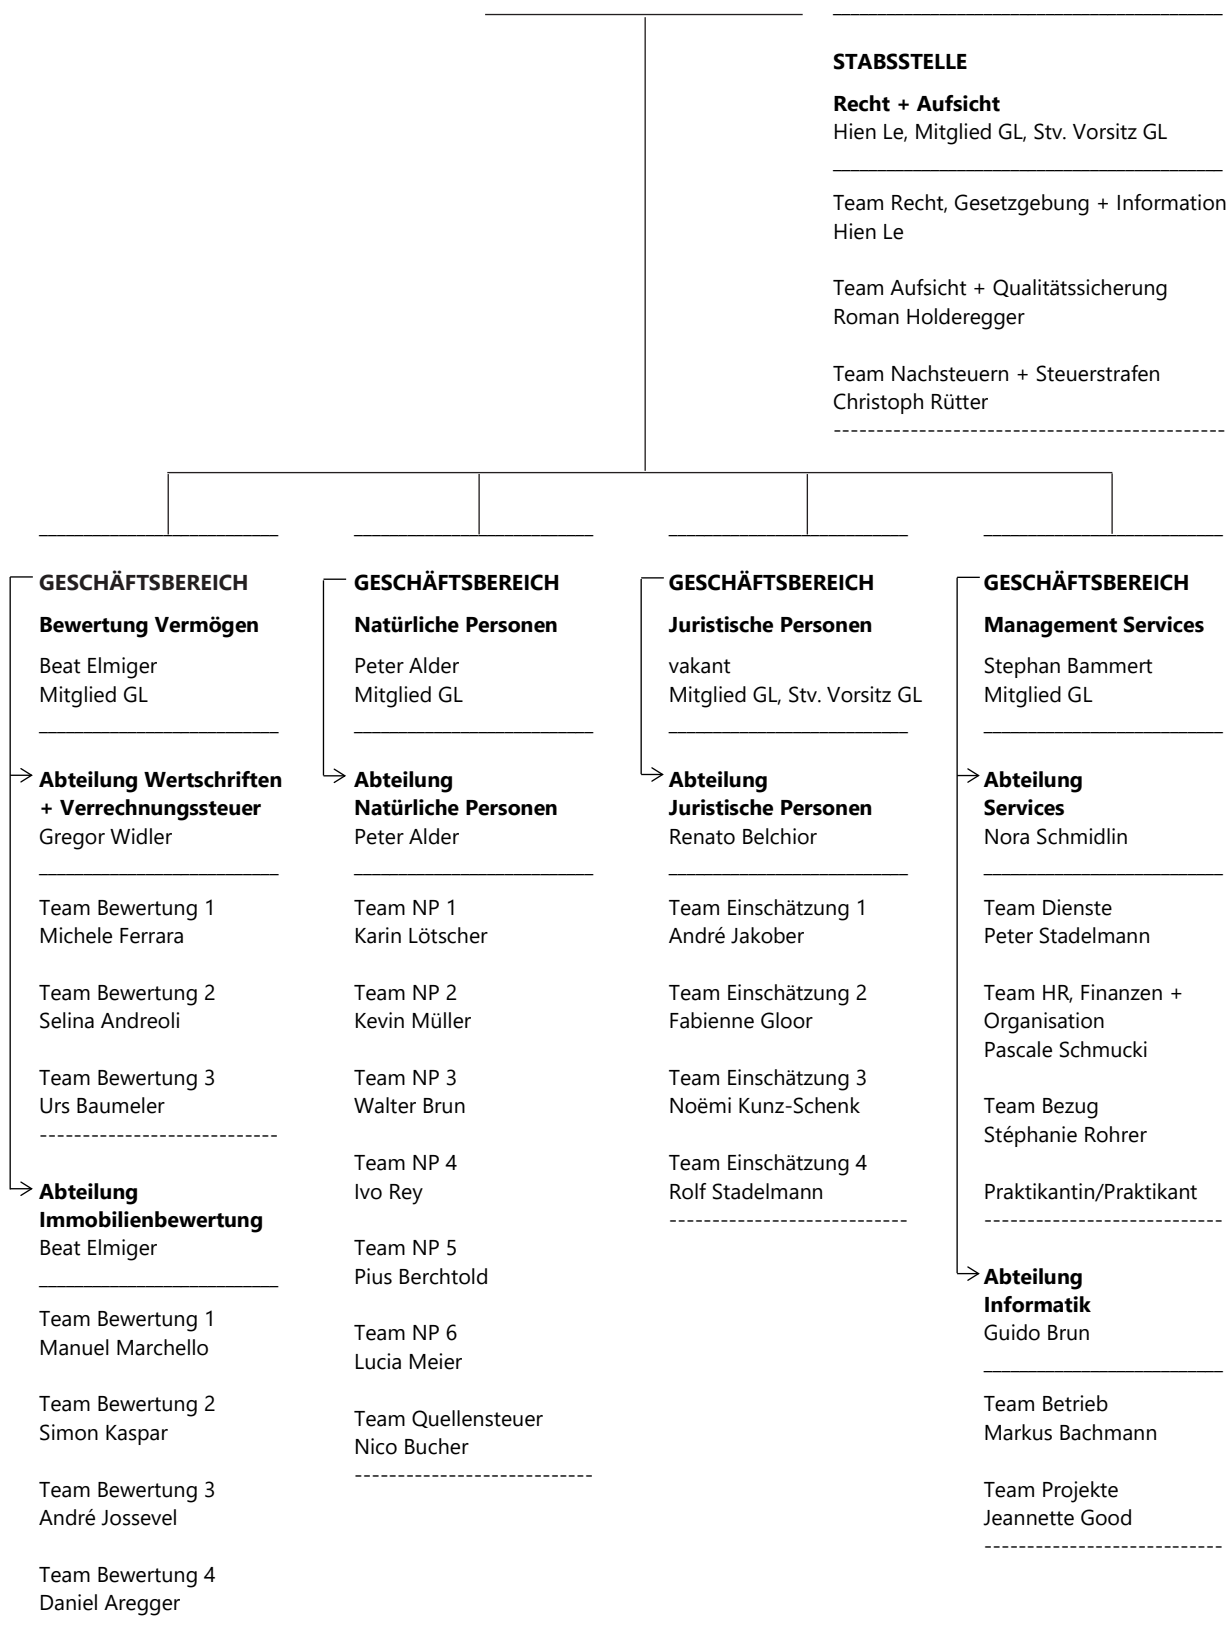 STABSSTELLE
Recht + Aufsicht
Hien Le, Mitglied GL, Stv. Vorsitz GL
Team Recht, Gesetzgebung + Information
Hien Le
Team Aufsicht + Qualitätssicherung
Roman Holderegger
Team Nachsteuern + Steuerstrafen
Christoph Rütter
GESCHÄFTSBEREICH
Bewertung Vermögen
Beat Elmiger
Mitglied GL
Abteilung Wertschriften
+ Verrechnungssteuer
Gregor Widler
Team Bewertung 1
Michele Ferrara
Team Bewertung 2
Selina Andreoli
Team Bewertung 3
Urs Baumeler
Abteilung
Immobilienbewertung
Beat Elmiger
Team Bewertung 1
Manuel Marchello
Team Bewertung 2
Simon Kaspar
Team Bewertung 3
André Jossevel
Team Bewertung 4
Daniel Aregger
GESCHÄFTSBEREICH
Natürliche Personen
Peter Alder
Mitglied GL
Abteilung
Natürliche Personen
Peter Alder
Team NP 1
Karin Lötscher
Team NP 2
Kevin Müller
Team NP 3
Walter Brun
Team NP 4
Ivo Rey
Team NP 5
Pius Berchtold
Team NP 6
Lucia Meier
Team Quellensteuer
Nico Bucher
GESCHÄFTSBEREICH
Juristische Personen
vakant
Mitglied GL, Stv. Vorsitz GL
Abteilung
Juristische Personen
Renato Belchior
Team Einschätzung 1
André Jakober
Team Einschätzung 2
Fabienne Gloor
Team Einschätzung 3
Noëmi Kunz-Schenk
Team Einschätzung 4
Rolf Stadelmann
GESCHÄFTSBEREICH
Management Services
Stephan Bammert
Mitglied GL
Abteilung
Services
Nora Schmidlin
Team Dienste
Peter Stadelmann
Team HR, Finanzen +
Organisation
Pascale Schmucki
Team Bezug
Stéphanie Rohrer
Praktikantin/Praktikant
Abteilung
Informatik
Guido Brun
Team Betrieb
Markus Bachmann
Team Projekte
Jeannette Good